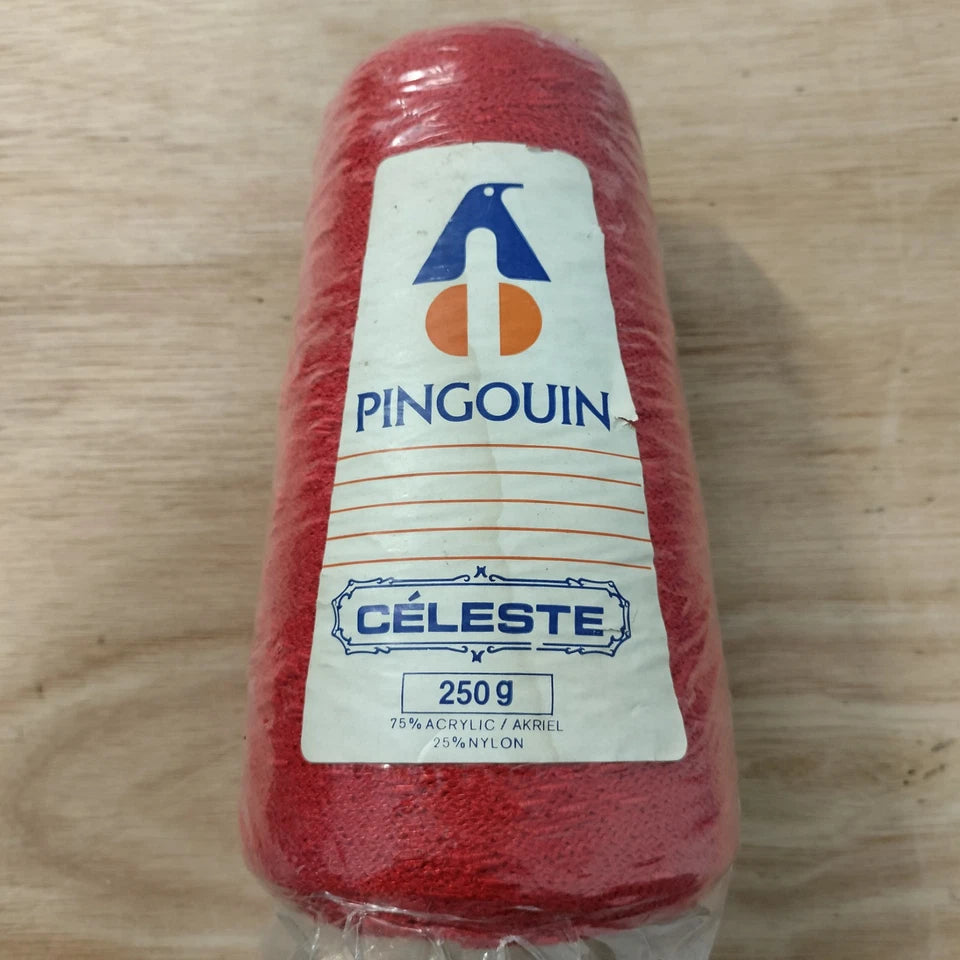 PINGOUIN
CÉLESTE
250g
75% ACRYLIC / AKRIEL
25% NYLON